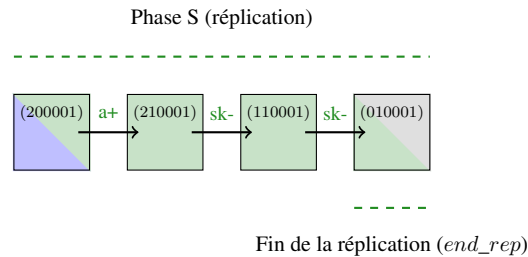 Phase S (réplication)
(200001) a+ (210001) sk- (110001) sk- (010001)
Fin de la réplication (end_rep)